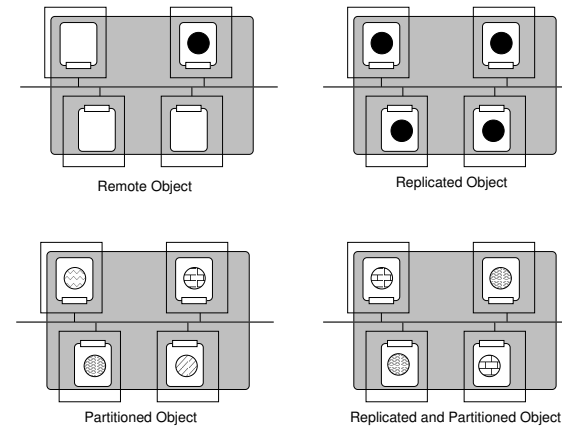 Remote Object
Replicated Object
Partitioned Object
Replicated and Partitioned Object